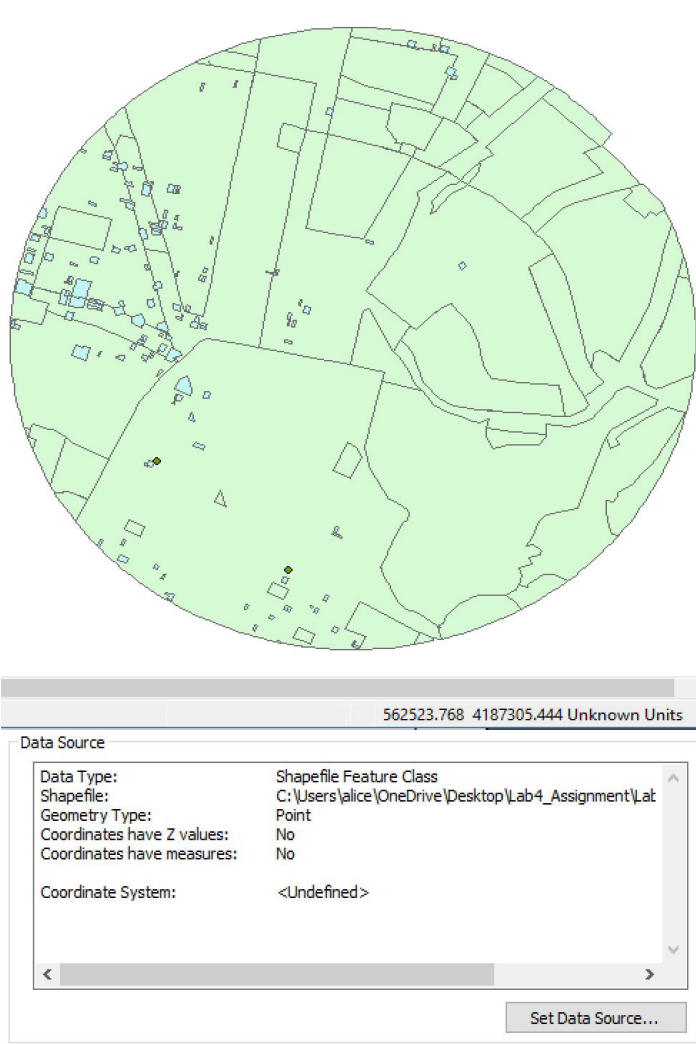 562523.768 4187305.444 Unknown Units
Data Source
Data Type: Shapefile Feature Class
Shapefile: C:\Users\alice\OneDrive\Desktop\Lab4_Assignment\Lab
Geometry Type: Point
Coordinates have Z values: No
Coordinates have measures: No
Coordinate System: <Undefined>
Set Data Source...